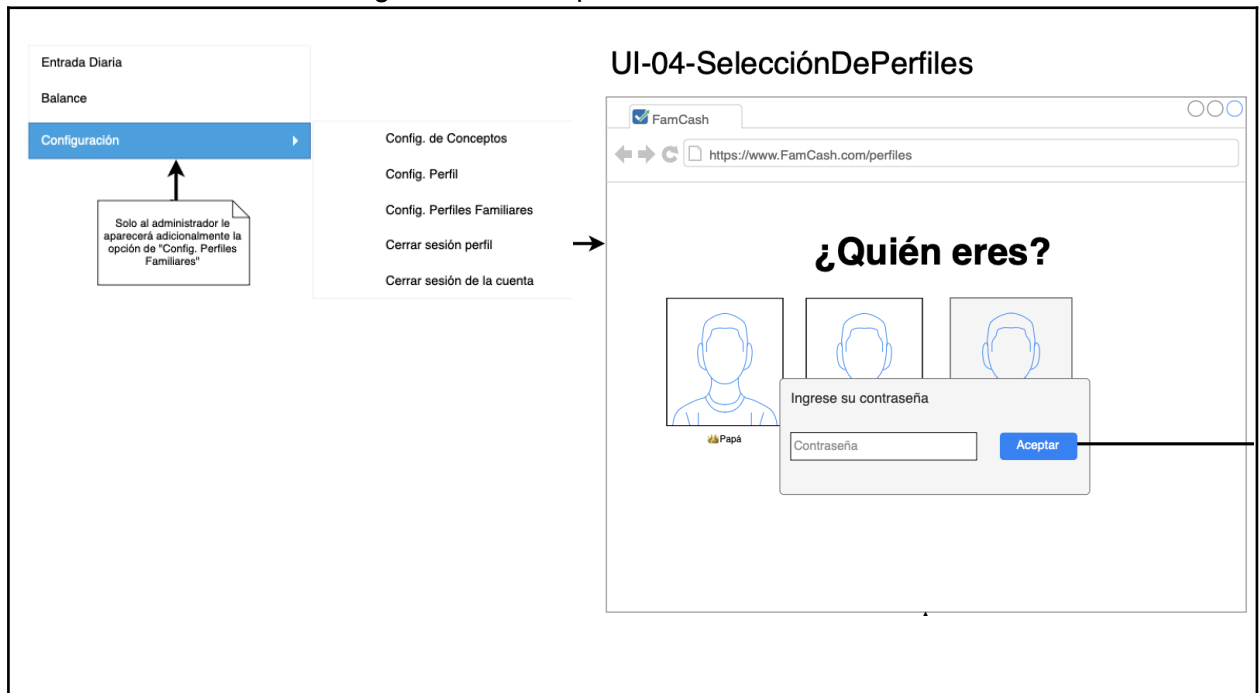 Entrada Diaria
Balance
Configuración
Solo al administrador le
aparecerá adicionalmente la
opción de "Config. Perfiles
Familiares"
Config. de Conceptos
Config. Perfil
Config. Perfiles Familiares
Cerrar sesión perfil
Cerrar sesión de la cuenta
UI-04-SelecciónDePerfiles
FamCash
https://www.FamCash.com/perfiles
¿Quién eres?
Papá
Ingrese su contraseña
Contraseña
Aceptar